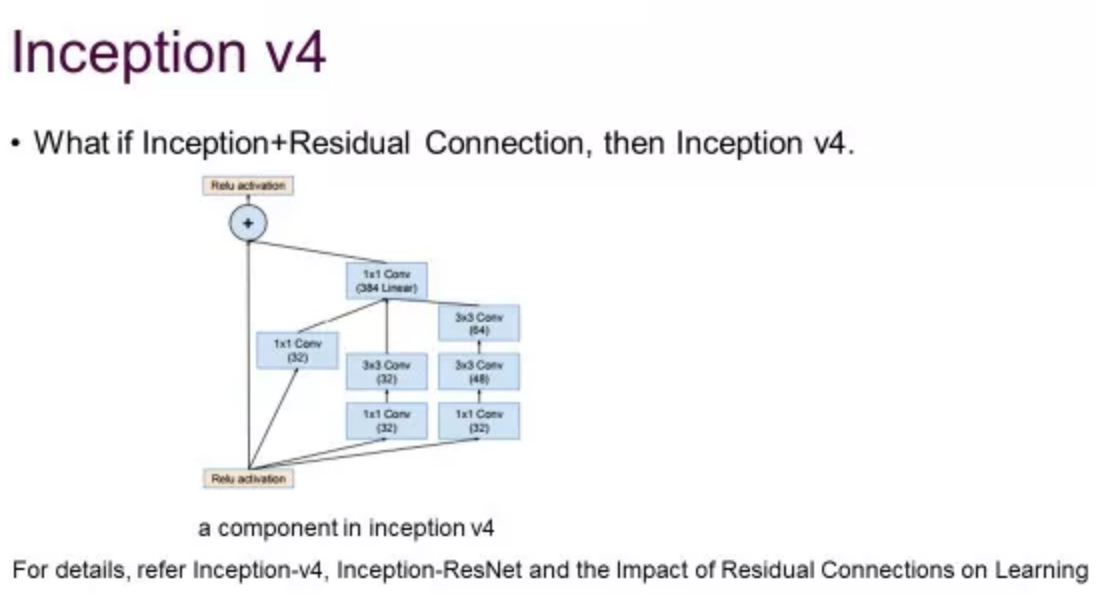 Inception v4
• What if Inception+Residual Connection, then Inception v4.
Relu activation
+
1x1 Conv
(384 Linear)
3x3 Conv
(64)
1x1 Conv
(32)
3x3 Conv
(32)
3x3 Conv
(48)
1x1 Conv
(32)
1x1 Conv
(32)
Relu activation
a component in inception v4
For details, refer Inception-v4, Inception-ResNet and the Impact of Residual Connections on Learning